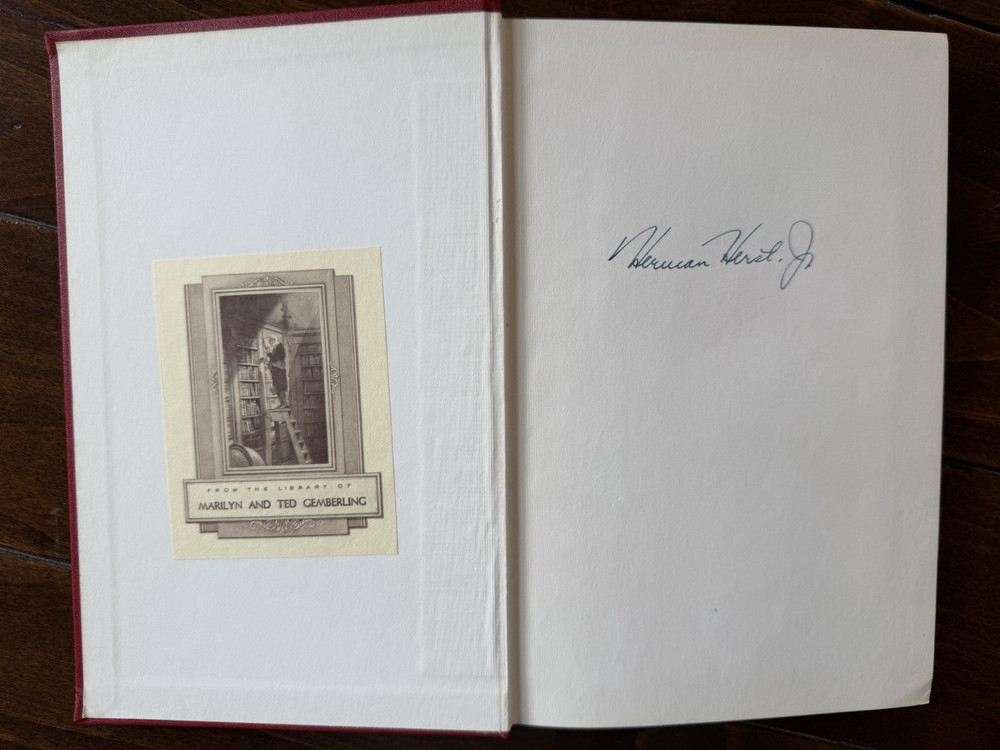 FROM THE LIBRARY OF
MARILYN AND TED GEMBERLING
Herman Herst. Jr